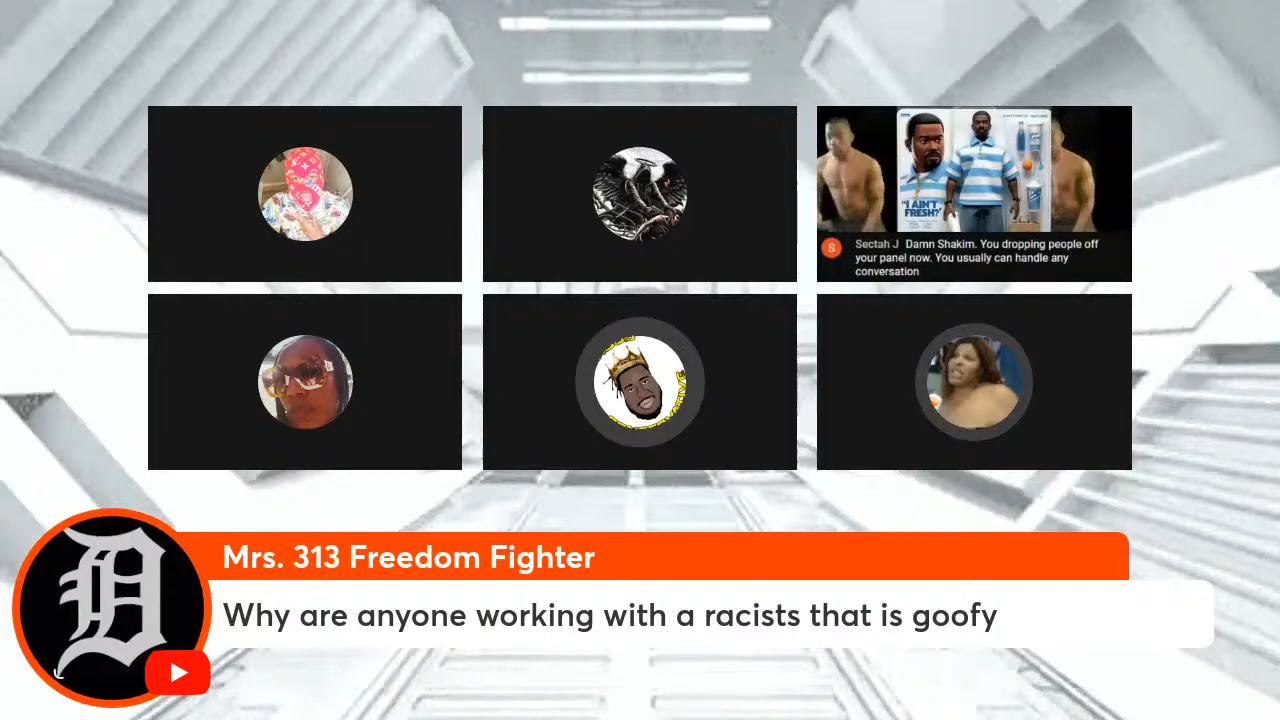 "I AIN'T
FRESH?"
S
Sectah J Damn Shakim. You dropping people off
your panel now. You usually can handle any
conversation
D
Mrs. 313 Freedom Fighter
Why are anyone working with a racists that is goofy